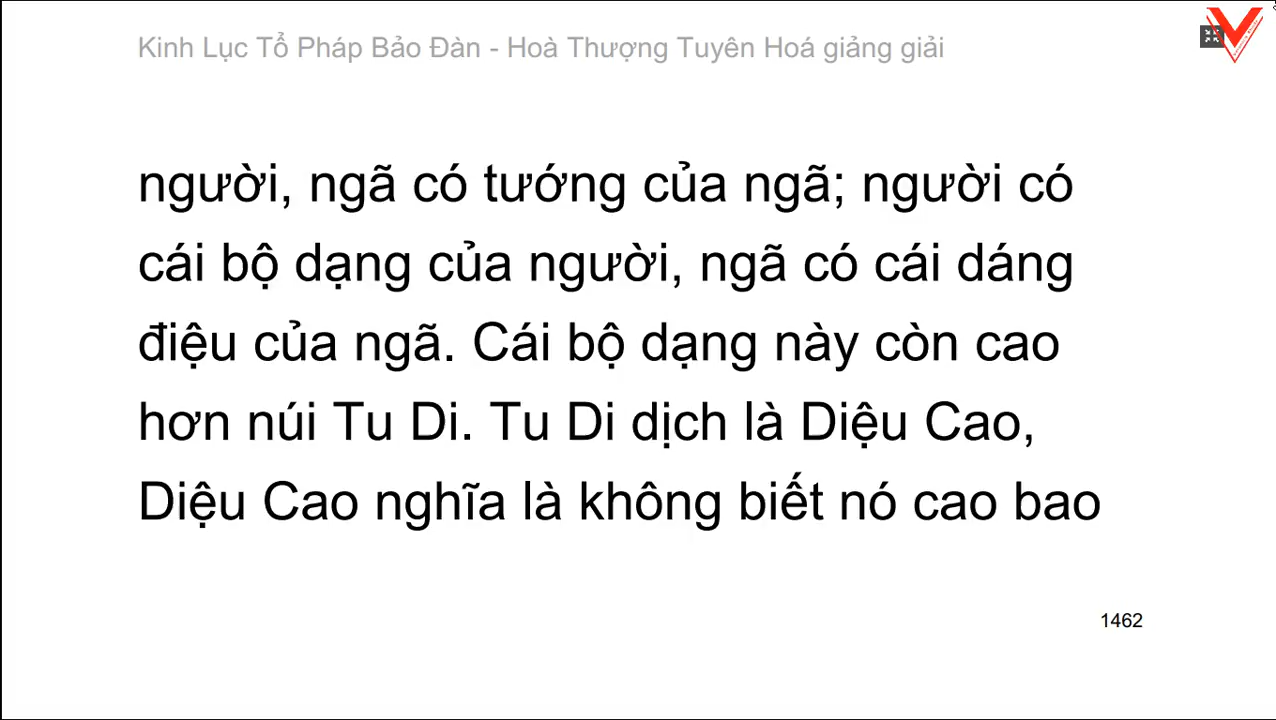 Kinh Lục Tổ Pháp Bảo Đàn - Hoà Thượng Tuyên Hoá giảng giải
người, ngã có tướng của ngã; người có
cái bộ dạng của người, ngã có cái dáng
điệu của ngã. Cái bộ dạng này còn cao
hơn núi Tu Di. Tu Di dịch là Diệu Cao,
Diệu Cao nghĩa là không biết nó cao bao
1462